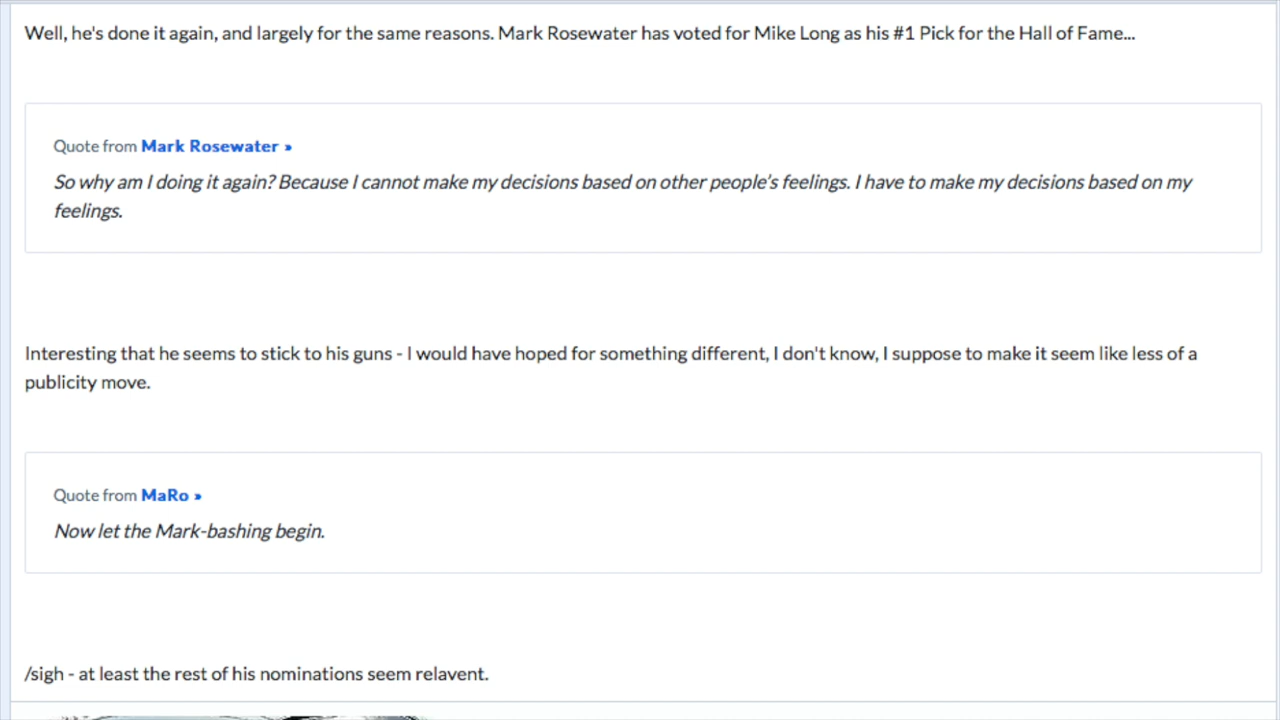 Well, he's done it again, and largely for the same reasons. Mark Rosewater has voted for Mike Long as his #1 Pick for the Hall of Fame...
Quote from Mark Rosewater »
So why am I doing it again? Because I cannot make my decisions based on other people's feelings. I have to make my decisions based on my
feelings.
Interesting that he seems to stick to his guns - I would have hoped for something different, I don't know, I suppose to make it seem like less of a
publicity move.
Quote from MaRo »
Now let the Mark-bashing begin.
/sigh - at least the rest of his nominations seem relavent.